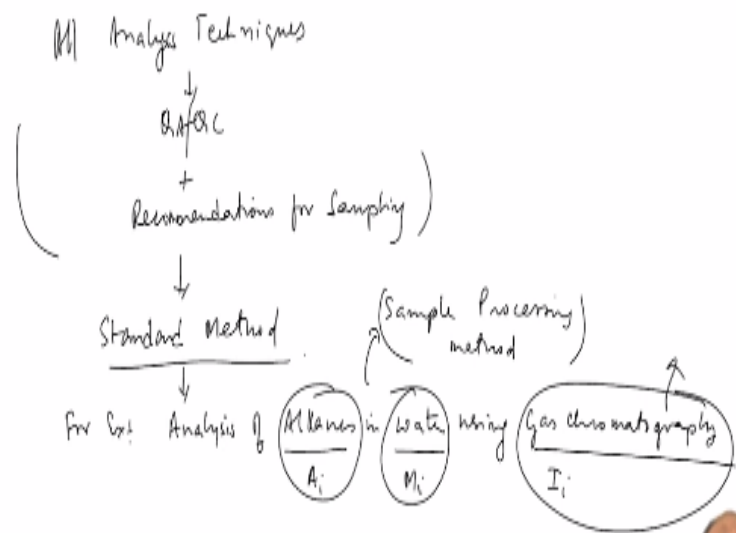 All Analysis Techniques
QA/QC
+
Recommendations for Sampling
Standard Method
(Sample Processing
method)
For Ex: Analysis of Alkanes in water using Gas chromatography
Ai Mi Ii